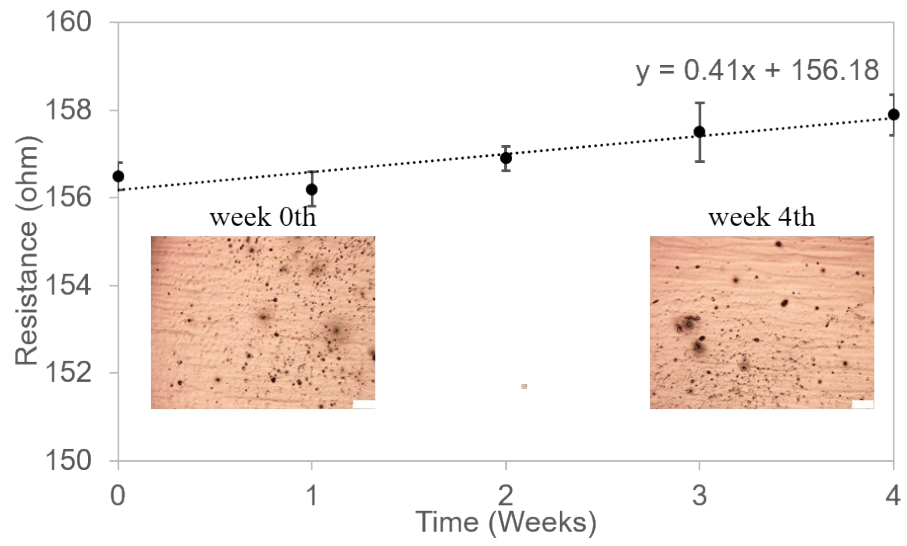 160
158
156
154
152
150
Resistance (ohm)
y = 0.41x + 156.18
week 0th
week 4th
0
1
2
3
4
Time (Weeks)